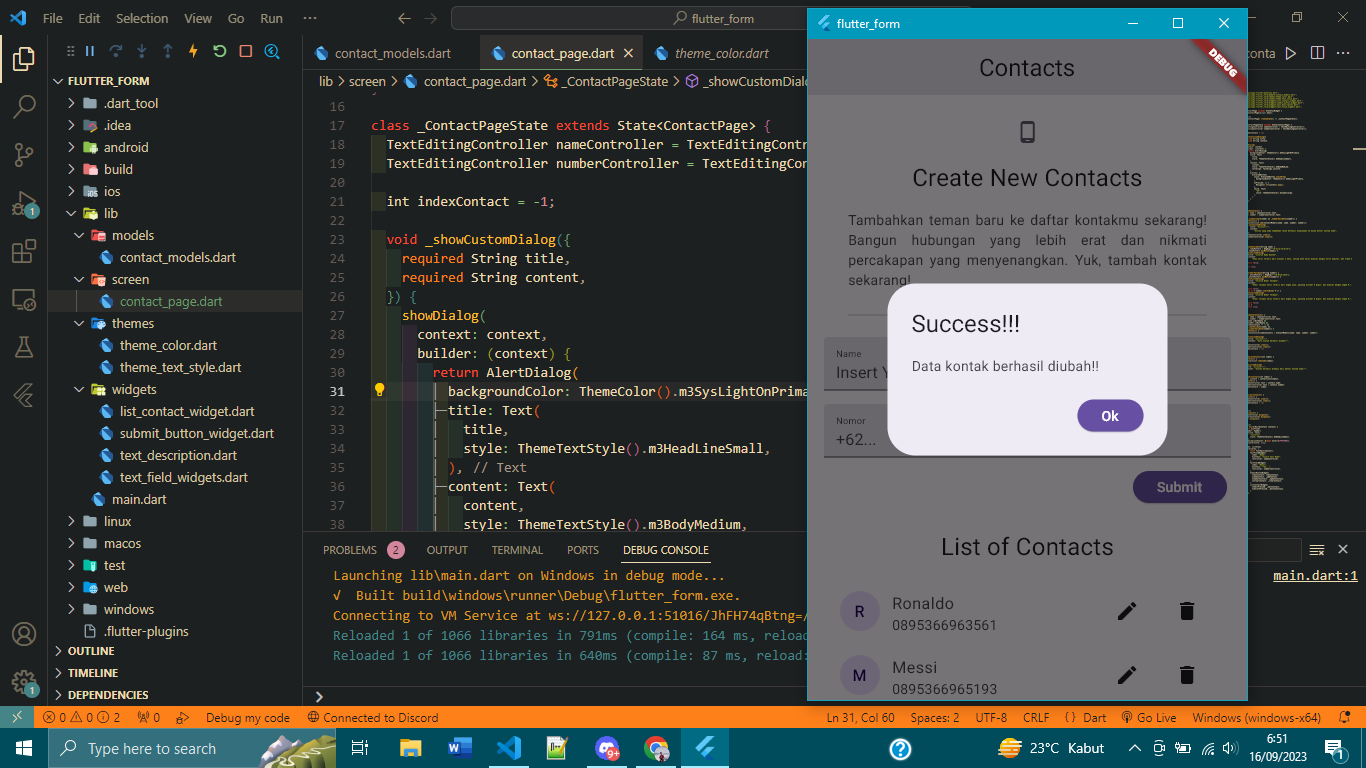 File Edit Selection View Go Run ···
flutter_form
FLUTTER_FORM
.dart_tool
.idea
android
build
ios
lib
models
contact_models.dart
screen
contact_page.dart
themes
theme_color.dart
theme_text_style.dart
widgets
list_contact_widget.dart
submit_button_widget.dart
text_description.dart
text_field_widgets.dart
main.dart
linux
macos
test
web
windows
.flutter-plugins
OUTLINE
TIMELINE
DEPENDENCIES
1
1
contact_models.dart contact_page.dart theme_color.dart
conta
lib > screen > contact_page.dart > _ContactPageState > _showCustomDialo
16
17 class _ContactPageState extends State<ContactPage> {
18 TextEditingController nameController = TextEditingContr
19 TextEditingController numberController = TextEditingCon
20
21 int indexContact = -1;
22
23 void _showCustomDialog({
24 required String title,
25 required String content,
26 }) {
27 showDialog(
28 context: context,
29 builder: (context) {
30 return AlertDialog(
31 backgroundColor: ThemeColor().m3SysLightOnPrima
32 title: Text(
33 title,
34 style: ThemeTextStyle().m3HeadLineSmall,
35 ), // Text
36 content: Text(
37 content,
38 style: ThemeTextStyle().m3BodyMedium,
PROBLEMS 2 OUTPUT TERMINAL PORTS DEBUG CONSOLE
Launching lib\main.dart on Windows in debug mode...
√ Built build\windows\runner\Debug\flutter_form.exe.
Connecting to VM Service at ws://127.0.0.1:51016/JhFH74qBtng=/
Reloaded 1 of 1066 libraries in 791ms (compile: 164 ms, reload
Reloaded 1 of 1066 libraries in 640ms (compile: 87 ms, reload:
main.dart:1
flutter_form
DEBUG
Contacts
Create New Contacts
Tambahkan teman baru ke daftar kontakmu sekarang!
Bangun hubungan yang lebih erat dan nikmati
percakapan yang menyenangkan. Yuk, tambah kontak
sekarang!
Success!!!
Data kontak berhasil diubah!!
Ok
Name
Insert Y
Nomor
+62...
Submit
List of Contacts
R Ronaldo
0895366963561
M Messi
0895366965193
0 0 2 0 Debug my code Connected to Discord Ln 31, Col 60 Spaces: 2 UTF-8 CRLF { } Dart Go Live Windows (windows-x64)
Type here to search
9+
23°C Kabut
6:51
16/09/2023
1